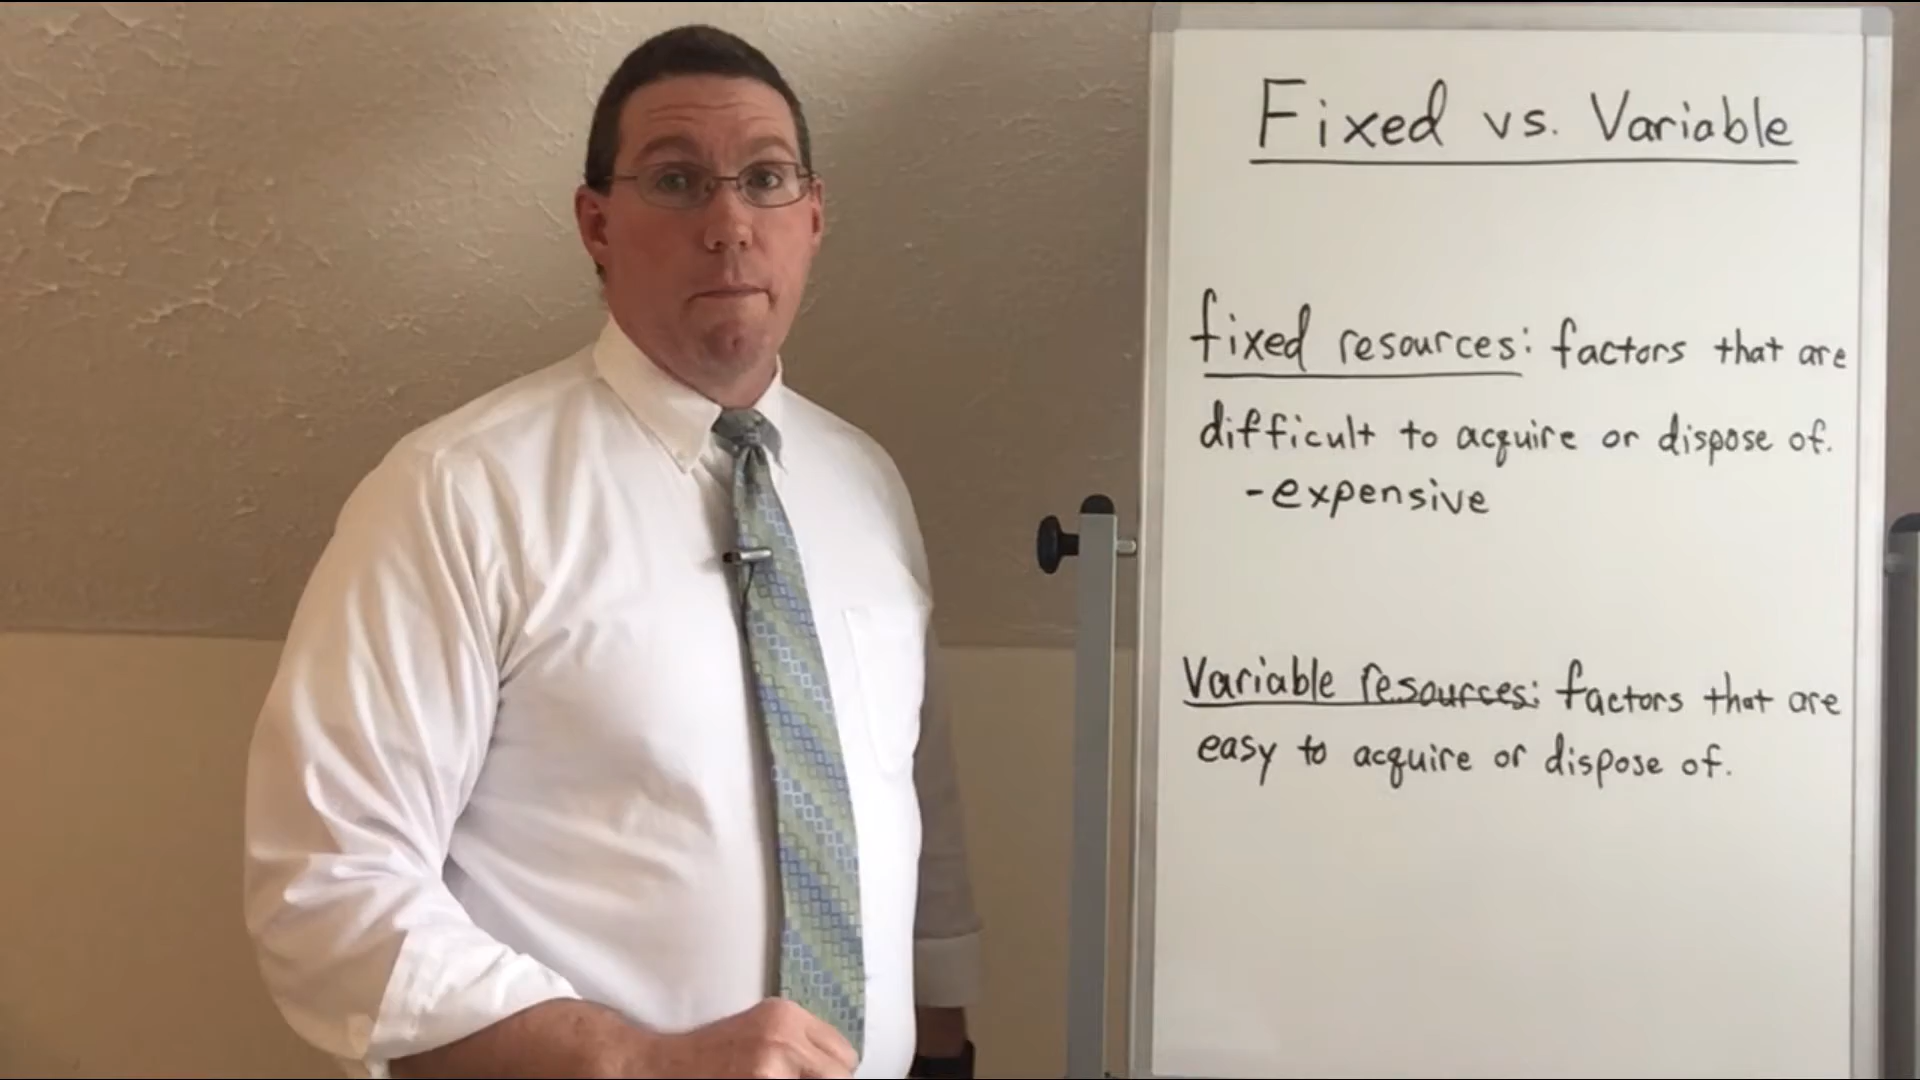 Fixed vs. Variable
fixed resources: factors that are
difficult to acquire or dispose of.
-expensive
Variable resources: factors that are
easy to acquire or dispose of.